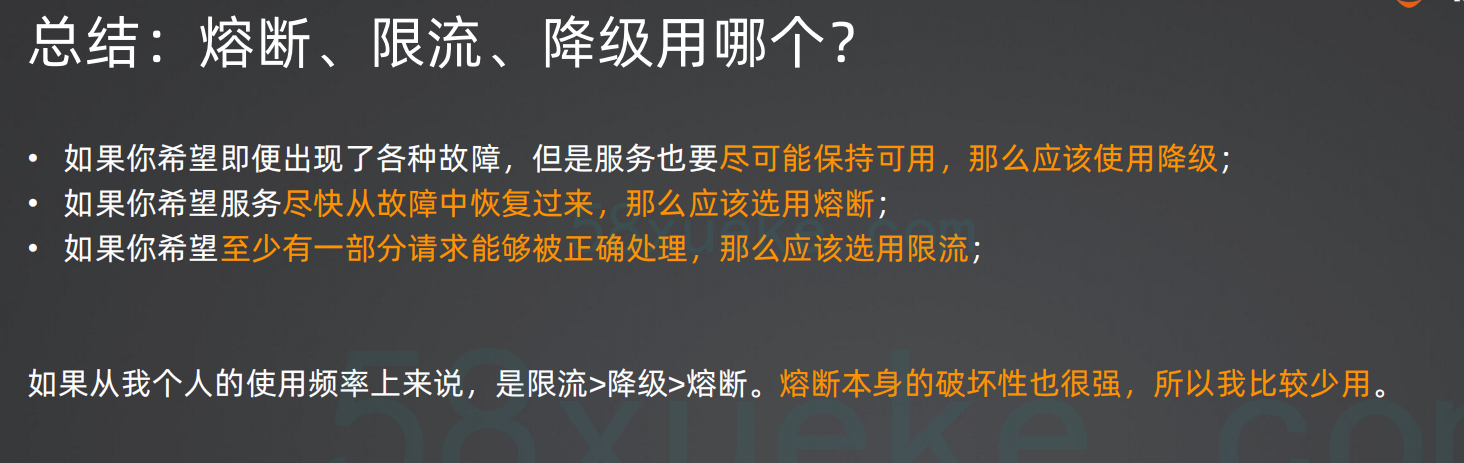 总结：熔断、限流、降级用哪个？
• 如果你希望即便出现了各种故障，但是服务也要尽可能保持可用，那么应该使用降级；
• 如果你希望服务尽快从故障中恢复过来，那么应该选用熔断；
• 如果你希望至少有一部分请求能够被正确处理，那么应该选用限流；
58xueke.com
如果从我个人的使用频率上来说，是限流>降级>熔断。熔断本身的破坏性也很强，所以我比较少用。
58xueke.com